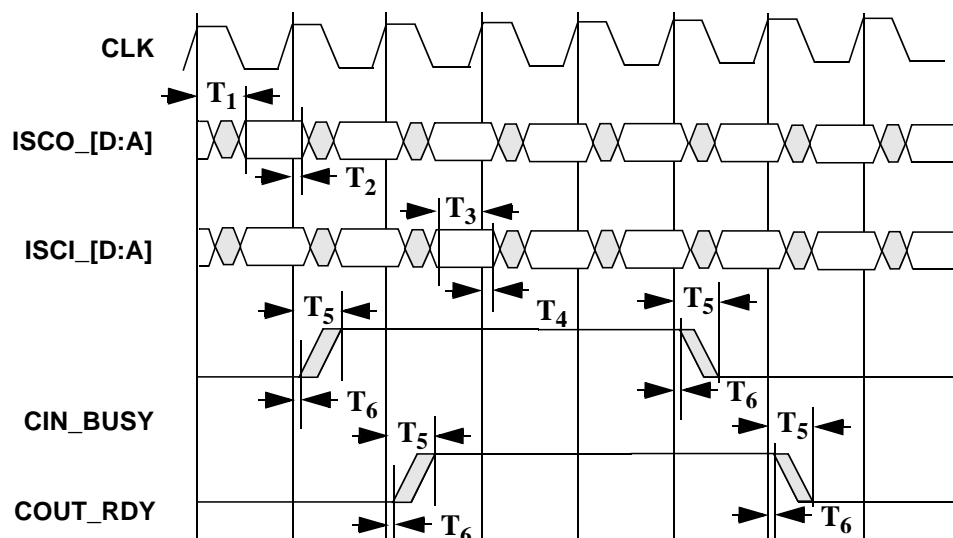 CLK
T1
ISCO_[D:A]
T2
T3
ISCI_[D:A]
T5
T4
T5
T6
T6
CIN_BUSY
T5
T5
COUT_RDY
T6
T6